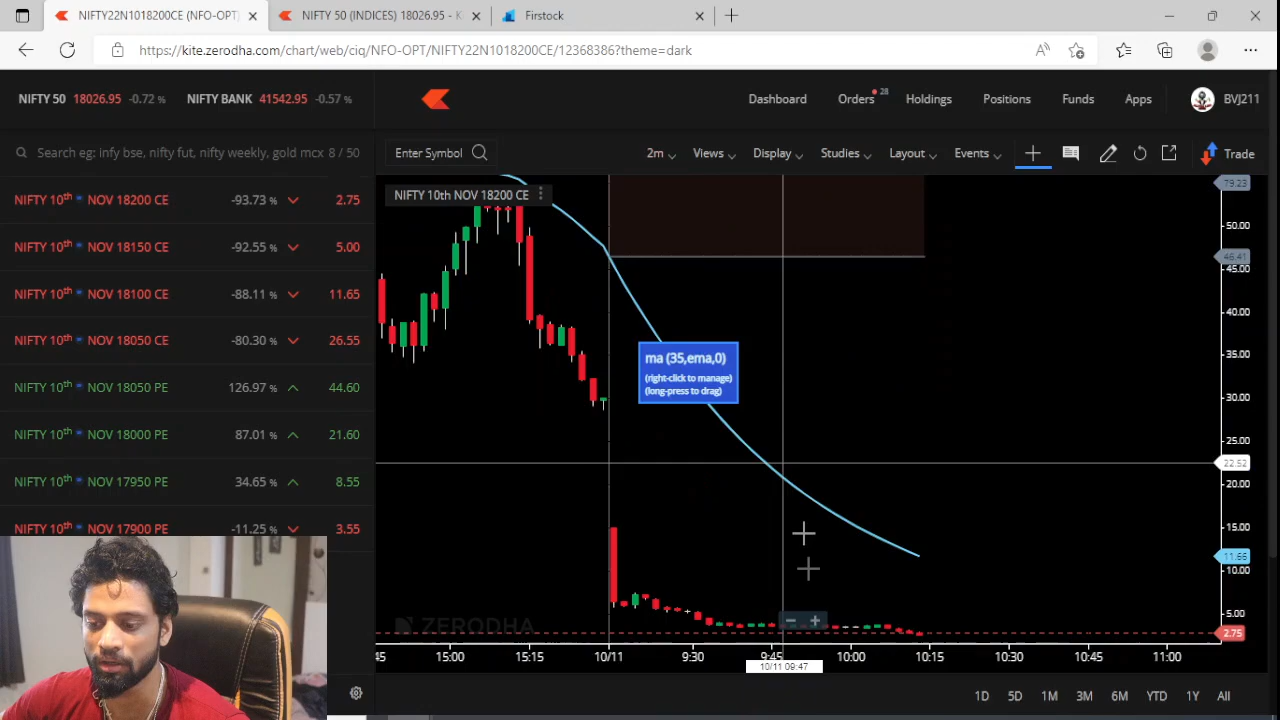 NIFTY22N1018200CE (NFO-OPT)
NIFTY 50 (INDICES) 18026.95 - K
Firstock
https://kite.zerodha.com/chart/web/ciq/NFO-OPT/NIFTY22N1018200CE/12368386?theme=dark
NIFTY 50 18026.95 -0.72 % NIFTY BANK 41542.95 -0.57 %
Dashboard Orders 28 Holdings Positions Funds Apps BVJ211
Search eg: infy bse, nifty fut, nifty weekly, gold mcx 8 / 50
Enter Symbol 2m Views Display Studies Layout Events Trade
NIFTY 10th NOV 18200 CE -93.73 % 2.75
NIFTY 10th NOV 18150 CE -92.55 % 5.00
NIFTY 10th NOV 18100 CE -88.11 % 11.65
NIFTY 10th NOV 18050 CE -80.30 % 26.55
NIFTY 10th NOV 18050 PE 126.97 % 44.60
NIFTY 10th NOV 18000 PE 87.01 % 21.60
NIFTY 10th NOV 17950 PE 34.65 % 8.55
NIFTY 10th NOV 17900 PE -11.25 % 3.55
NIFTY 10th NOV 18200 CE
79.23
50.00
46.41
45.00
40.00
35.00
30.00
25.00
22.52
20.00
15.00
11.66
10.00
5.00
2.75
ma (35,ema,0)
(right-click to manage)
(long-press to drag)
ZERODHA
45 15:00 15:15 10/11 9:30 9:45 10:00 10:15 10:30 10:45 11:00
10/11 09:47
1D 5D 1M 3M 6M YTD 1Y All